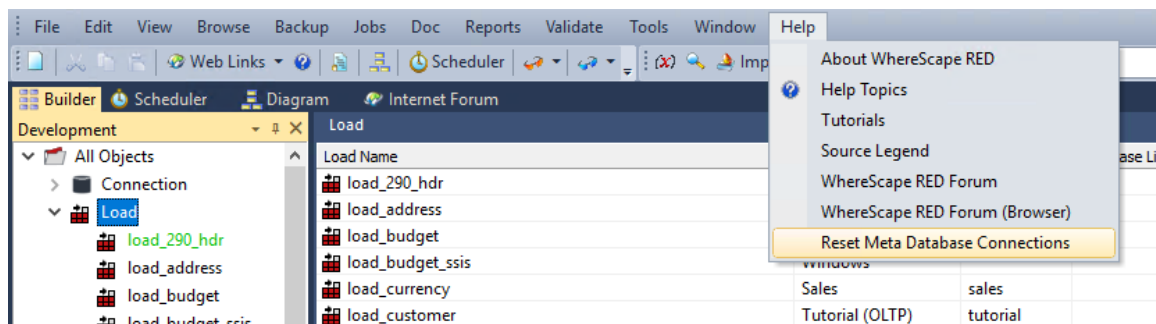 File Edit View Browse Backup Jobs Doc Reports Validate Tools Window Help
Web Links Scheduler (x) Imp
Builder Scheduler Diagram Internet Forum
Development
All Objects
Connection
Load
load_290_hdr
load_address
load_budget
Load
Load Name
load_290_hdr
load_address
load_budget
load_budget_ssis Windows
load_currency Sales sales
load_customer Tutorial (OLTP) tutorial
About WhereScape RED
Help Topics
Tutorials
Source Legend
WhereScape RED Forum
WhereScape RED Forum (Browser)
Reset Meta Database Connections